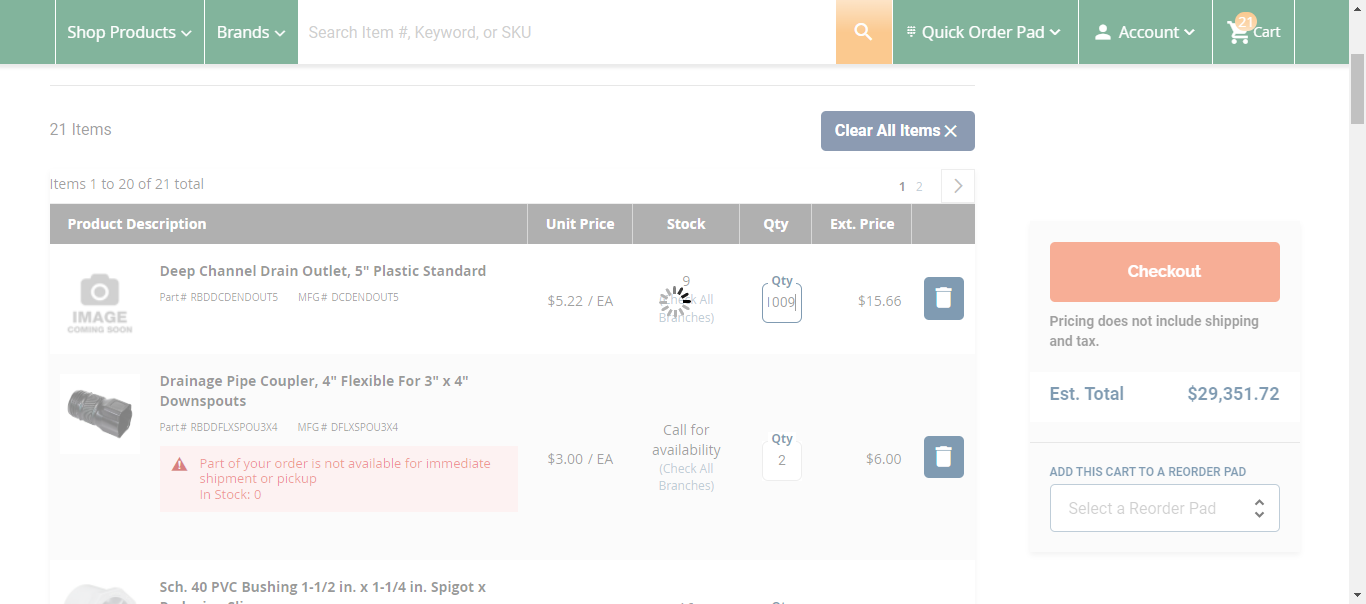 Shop Products
Brands
Search Item #, Keyword, or SKU
Quick Order Pad
Account
21
Cart
21 Items
Clear All Items
Items 1 to 20 of 21 total
1 2
Product Description
Unit Price
Stock
Qty
Ext. Price
IMAGE
COMING SOON
Deep Channel Drain Outlet, 5" Plastic Standard
Part# RBDDCDENDOUT5 MFG# DCDENDOUT5
$5.22 / EA
9
(Check All
Branches)
Qty
1009
$15.66
Drainage Pipe Coupler, 4" Flexible For 3" x 4"
Downspouts
Part# RBDDFLXSPOU3X4 MFG# DFLXSPOU3X4
Part of your order is not available for immediate
shipment or pickup
In Stock: 0
$3.00 / EA
Call for
availability
(Check All
Branches)
Qty
2
$6.00
Sch. 40 PVC Bushing 1-1/2 in. x 1-1/4 in. Spigot x
Checkout
Pricing does not include shipping
and tax.
Est. Total
$29,351.72
ADD THIS CART TO A REORDER PAD
Select a Reorder Pad